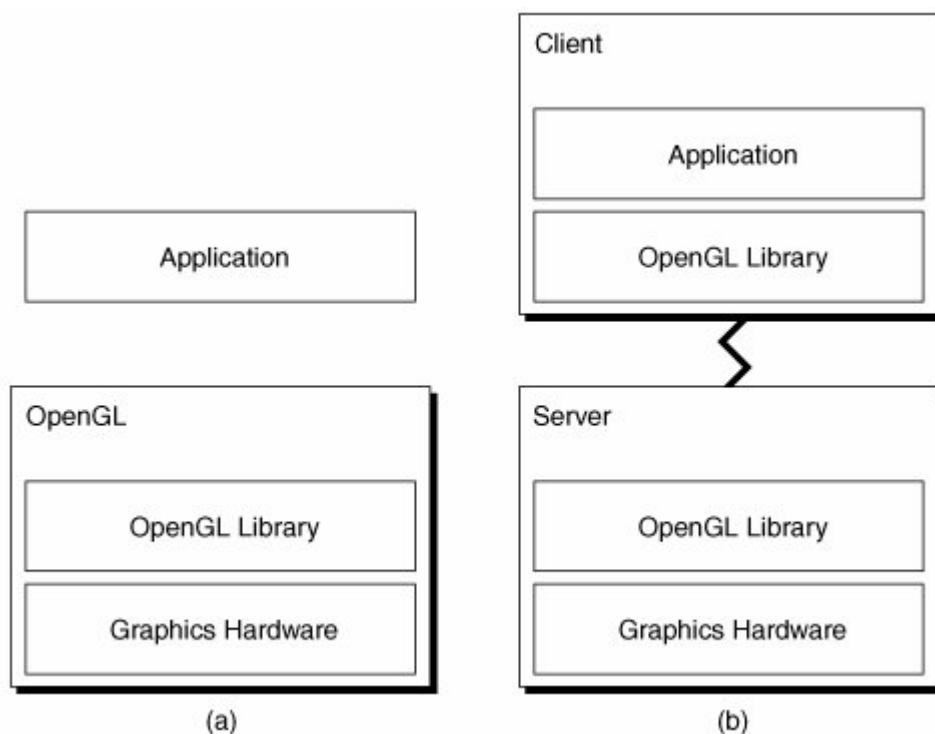 Application
OpenGL
OpenGL Library
Graphics Hardware
(a)
Client
Application
OpenGL Library
Server
OpenGL Library
Graphics Hardware
(b)